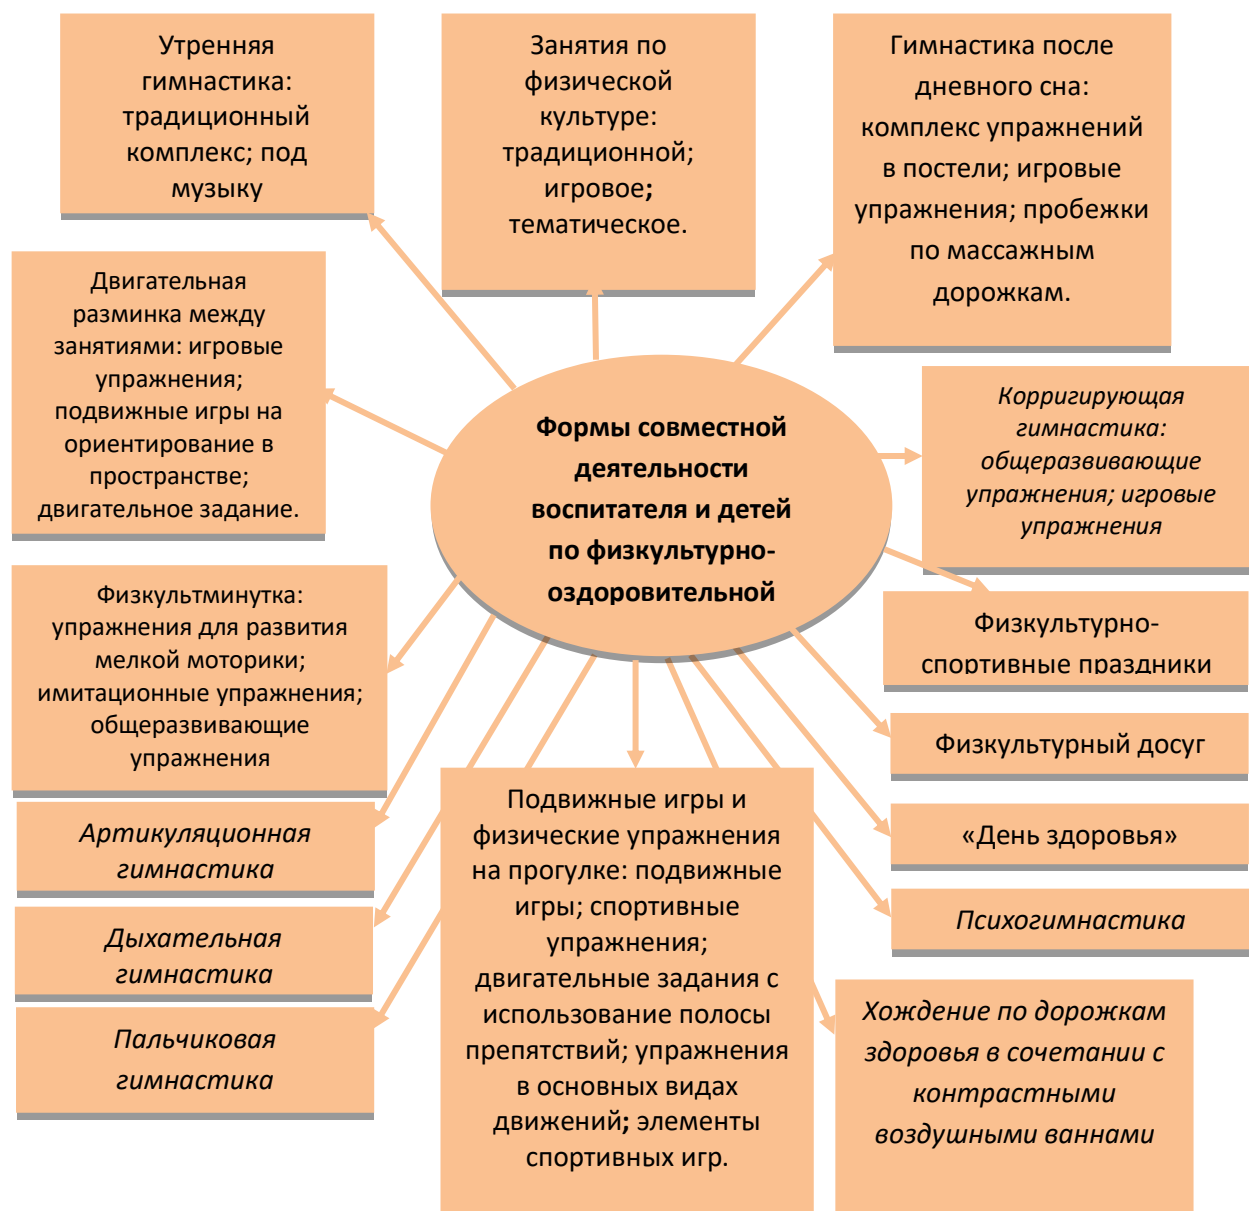 Утренняя
гимнастика:
традиционный
комплекс; под
музыку
Занятия по
физической
культуре:
традиционной;
игровое;
тематическое.
Гимнастика после
дневного сна:
комплекс упражнений
в постели; игровые
упражнения; пробежки
по массажным
дорожкам.
Двигательная
разминка между
занятиями: игровые
упражнения;
подвижные игры на
ориентирование в
пространстве;
двигательное задание.
Формы совместной
деятельности
воспитателя и детей
по физкультурно-
оздоровительной
Корригирующая
гимнастика:
общеразвивающие
упражнения; игровые
упражнения
Физкультминутка:
упражнения для развития
мелкой моторики;
имитационные упражнения;
общеразвивающие
упражнения
Физкультурно-
спортивные праздники
Физкультурный досуг
Артикуляционная
гимнастика
Подвижные игры и
физические упражнения
на прогулке: подвижные
игры; спортивные
упражнения;
двигательные задания с
использование полосы
препятствий; упражнения
в основных видах
движений; элементы
спортивных игр.
«День здоровья»
Психогимнастика
Дыхательная
гимнастика
Пальчиковая
гимнастика
Хождение по дорожкам
здоровья в сочетании с
контрастными
воздушными ваннами